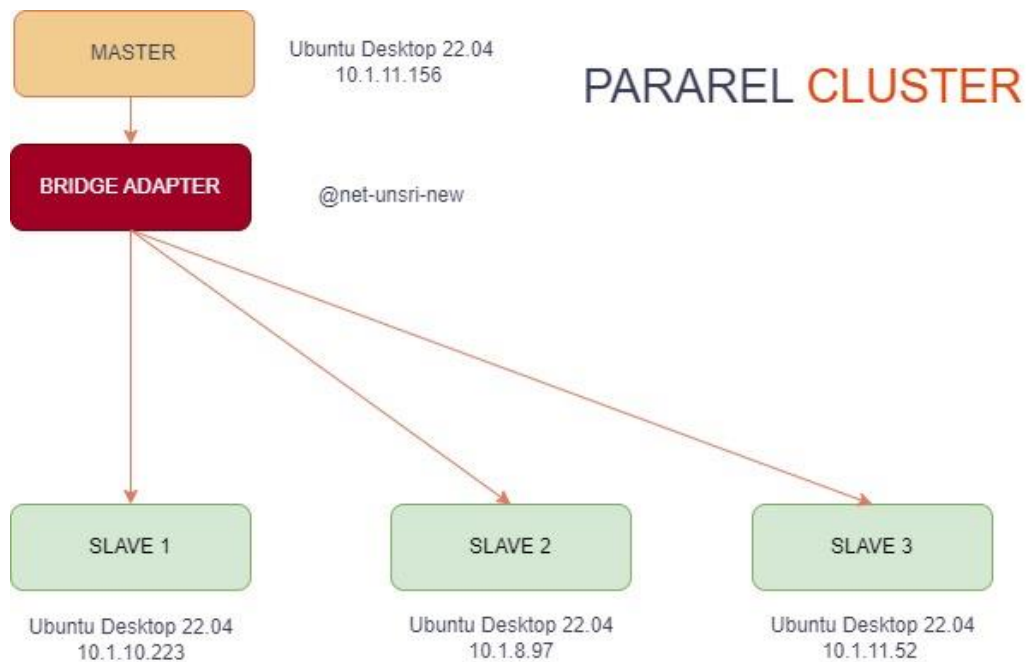 MASTER
Ubuntu Desktop 22.04
10.1.11.156
PARAREL CLUSTER
BRIDGE ADAPTER
@net-unsri-new
SLAVE 1
SLAVE 2
SLAVE 3
Ubuntu Desktop 22.04
10.1.10.223
Ubuntu Desktop 22.04
10.1.8.97
Ubuntu Desktop 22.04
10.1.11.52